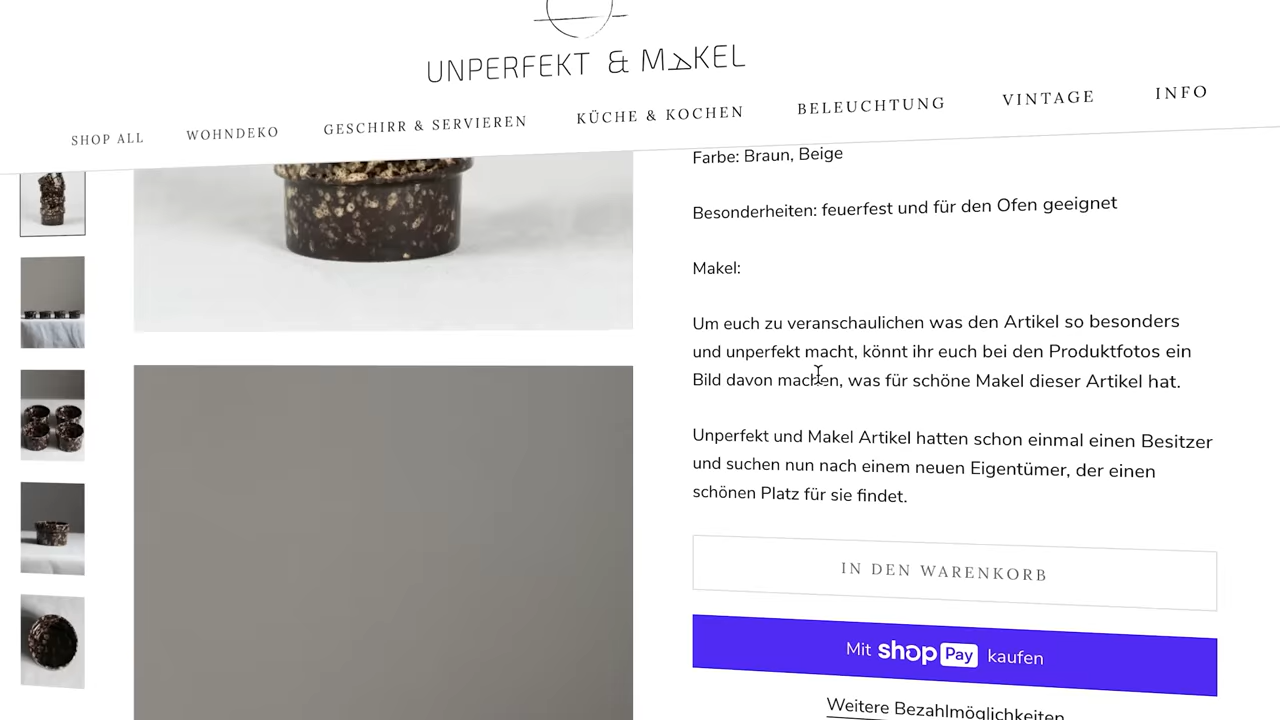 UNPERFEKT & MAKEL
SHOP ALL WOHNDEKO GESCHIRR & SERVIEREN KÜCHE & KOCHEN BELEUCHTUNG VINTAGE INFO
Farbe: Braun, Beige
Besonderheiten: feuerfest und für den Ofen geeignet
Makel:
Um euch zu veranschaulichen was den Artikel so besonders
und unperfekt macht, könnt ihr euch bei den Produktfotos ein
Bild davon machen, was für schöne Makel dieser Artikel hat.
Unperfekt und Makel Artikel hatten schon einmal einen Besitzer
und suchen nun nach einem neuen Eigentümer, der einen
schönen Platz für sie findet.
IN DEN WARENKORB
Mit shop Pay kaufen
Weitere Bezahlmöglichkeiten